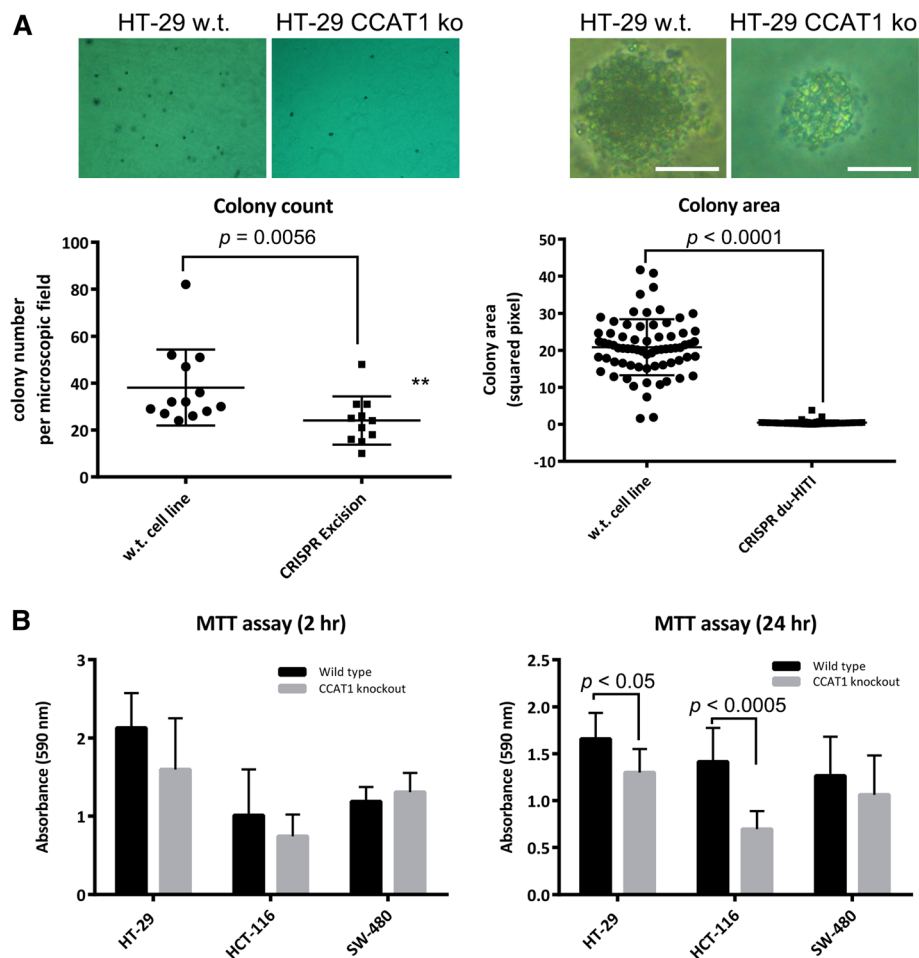 A
HT-29 w.t.
HT-29 CCAT1 ko
HT-29 w.t.
HT-29 CCAT1 ko
Colony count
p = 0.0056
100
80
60
40
20
0
colony number
per microscopic field
**
w.t. cell line
CRISPR Excision
Colony area
p < 0.0001
50
40
30
20
10
0
-10
Colony area
(squared pixel)
w.t. cell line
CRISPR du-HITI
B
MTT assay (2 hr)
Wild type
CCAT1 knockout
3
2
1
0
Absorbance (590 nm)
HT-29
HCT-116
SW-480
MTT assay (24 hr)
Wild type
CCAT1 knockout
p < 0.05
p < 0.0005
2.5
2.0
1.5
1.0
0.5
0.0
Absorbance (590 nm)
HT-29
HCT-116
SW-480